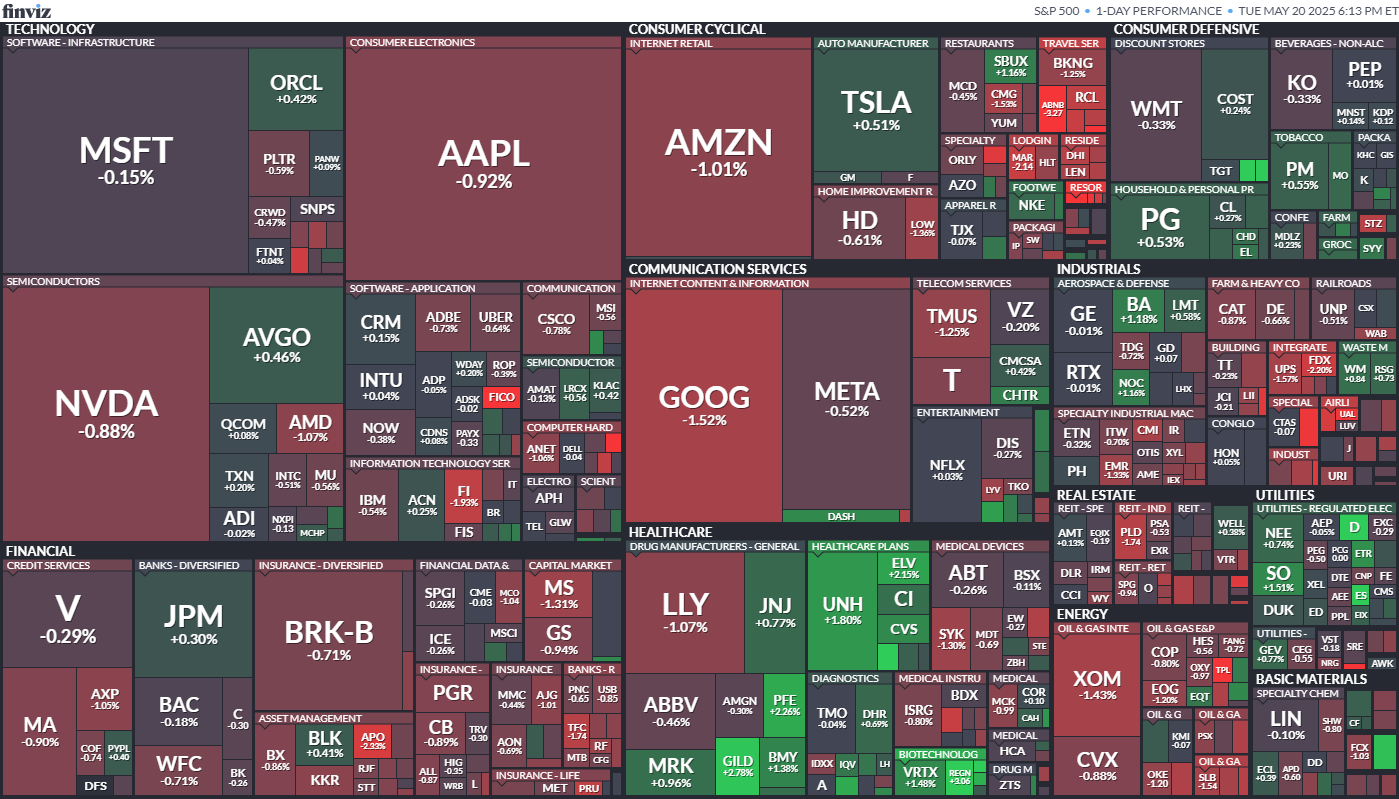 finviz
S&P 500 • 1-DAY PERFORMANCE • TUE MAY 20 2025 6:13 PM ET
TECHNOLOGY
SOFTWARE - INFRASTRUCTURE
MSFT
-0.15%
ORCL
+0.42%
PLTR
-0.59%
PANW
+0.09%
CRWD
-0.47%
SNPS
FTNT
+0.04%
CONSUMER ELECTRONICS
AAPL
-0.92%
SEMICONDUCTORS
NVDA
-0.88%
AVGO
+0.46%
QCOM
+0.08%
AMD
-1.07%
TXN
+0.20%
INTC
-0.51%
MU
-0.56%
ADI
-0.02%
NXPI
-0.13
MCHP
SOFTWARE - APPLICATION
CRM
+0.15%
ADBE
-0.73%
UBER
-0.64%
INTU
+0.04%
ADP
-0.05%
WDAY
+0.20%
ROP
-0.39%
ADSK
-0.02
FICO
NOW
-0.38%
CDNS
+0.08%
PAYX
-0.33
COMMUNICATION
CSCO
-0.78%
MSI
-0.56
SEMICONDUCTOR
AMAT
-0.13%
LRCX
+0.56
KLAC
+0.42
COMPUTER HARD
ANET
-1.06%
DELL
-0.04
INFORMATION TECHNOLOGY SER
IBM
-0.54%
ACN
+0.25%
FI
-1.93%
IT
BR
FIS
ELECTRO
APH
TEL
GLW
SCIENT
CONSUMER CYCLICAL
INTERNET RETAIL
AMZN
-1.01%
AUTO MANUFACTURER
TSLA
+0.51%
GM
F
HOME IMPROVEMENT R
HD
-0.61%
LOW
-1.36%
RESTAURANTS
MCD
-0.45%
SBUX
+1.16%
CMG
-1.53%
YUM
TRAVEL SER
BKNG
-1.25%
ABNB
-3.27
RCL
SPECIALTY
ORLY
AZO
LODGIN
MAR
-2.14
HLT
RESIDE
DHI
LEN
APPAREL R
TJX
-0.07%
FOOTWE
NKE
RESOR
PACKAGI
IP
SW
CONSUMER DEFENSIVE
DISCOUNT STORES
WMT
-0.33%
COST
+0.24%
TGT
BEVERAGES - NON-ALC
KO
-0.33%
PEP
+0.01%
MNST
+0.14%
KDP
+0.12
TOBACCO
PM
+0.55%
MO
PACKA
KHC
GIS
K
HOUSEHOLD & PERSONAL PR
PG
+0.53%
CL
+0.27%
CHD
EL
CONFE
MDLZ
+0.23%
FARM
STZ
GROC
SYY
COMMUNICATION SERVICES
INTERNET CONTENT & INFORMATION
GOOG
-1.52%
META
-0.52%
DASH
TELECOM SERVICES
TMUS
-1.25%
VZ
-0.20%
T
CMCSA
+0.42%
CHTR
ENTERTAINMENT
NFLX
+0.03%
DIS
-0.27%
LYV
TKO
INDUSTRIALS
AEROSPACE & DEFENSE
GE
-0.01%
BA
+1.18%
LMT
+0.58%
RTX
-0.01%
TDG
-0.72%
GD
+0.07
NOC
+1.16%
LHX
FARM & HEAVY CO
CAT
-0.87%
DE
-0.66%
RAILROADS
UNP
-0.51%
CSX
WAB
BUILDING
TT
-0.23%
JCI
-0.21
LII
INTEGRATE
UPS
-1.57%
FDX
-2.20%
WASTE M
WM
+0.84
RSG
+0.73
SPECIALTY INDUSTRIAL MAC
ETN
-0.32%
ITW
-0.70%
CMI
IR
PH
OTIS
XYL
EMR
-1.33%
AME
IEX
CONGLO
HON
+0.05%
SPECIAL
CTAS
-0.07
AIRLI
UAL
LUV
INDUST
J
URI
FINANCIAL
CREDIT SERVICES
V
-0.29%
MA
-0.90%
AXP
-1.05%
COF
-0.74
PYPL
+0.40
DFS
BANKS - DIVERSIFIED
JPM
+0.30%
BAC
-0.18%
C
-0.30
WFC
-0.71%
BK
-0.26
INSURANCE - DIVERSIFIED
BRK-B
-0.71%
ASSET MANAGEMENT
BX
-0.86%
BLK
+0.41%
APO
-2.33%
KKR
RJF
STT
FINANCIAL DATA &
SPGI
-0.26%
CME
-0.03
MCO
-1.04
ICE
-0.26%
MSCI
CAPITAL MARKET
MS
-1.31%
GS
-0.94%
INSURANCE -
PGR
CB
-0.89%
TRV
-0.30
ALL
-0.87
HIG
-0.35
WRB
L
INSURANCE
MMC
-0.44%
AJG
-1.01
AON
-0.69%
BANKS - R
PNC
-0.65
USB
-0.85
TFC
-1.74
RF
MTB
CFG
INSURANCE - LIFE
MET
PRU
HEALTHCARE
DRUG MANUFACTURERS - GENERAL
LLY
-1.07%
JNJ
+0.77%
ABBV
-0.46%
AMGN
-0.30%
PFE
+2.26%
MRK
+0.96%
GILD
+2.78%
BMY
+1.38%
HEALTHCARE PLANS
UNH
+1.80%
ELV
+2.15%
CI
CVS
MEDICAL DEVICES
ABT
-0.26%
BSX
-0.11%
SYK
-1.30%
MDT
-0.69
EW
-0.27
STE
ZBH
DIAGNOSTICS
TMO
-0.04%
DHR
+0.69%
IDXX
IQV
LH
A
MEDICAL INSTRU
ISRG
-0.80%
BDX
MEDICAL
MCK
-0.99
COR
+0.10
CAH
BIOTECHNOLOG
VRTX
+1.48%
REGN
+3.06
MEDICAL
HCA
DRUG M
ZTS
REAL ESTATE
REIT - SPE
AMT
+0.13%
EQIX
-0.19
DLR
IRM
CCI
WY
REIT - IND
PLD
-1.74
PSA
-0.53
EXR
REIT -
WELL
+0.38%
VTR
REIT - RET
SPG
-0.94
O
ENERGY
OIL & GAS INTE
XOM
-1.43%
CVX
-0.88%
OIL & GAS E&P
COP
-0.80%
HES
-0.56
FANG
-0.72
OXY
-0.97
TPL
EOG
-1.20%
EQT
OIL & G
KMI
-0.07
OKE
-1.20
OIL & GA
PSX
OIL & GA
SLB
-1.54
UTILITIES
UTILITIES - REGULATED ELEC
NEE
+0.74%
AEP
-0.05%
D
EXC
-0.29
PEG
-0.50
PCG
0.00
ETR
SO
+1.51%
XEL
DTE
CNP
FE
AEE
ES
CMS
DUK
ED
PPL
EIX
UTILITIES -
GEV
+0.77%
CEG
-0.55
VST
-0.18
SRE
NRG
AWK
BASIC MATERIALS
SPECIALTY CHEM
LIN
-0.10%
SHW
-0.80
ECL
+0.39
APD
-0.60
DD
CF
FCX
-1.03